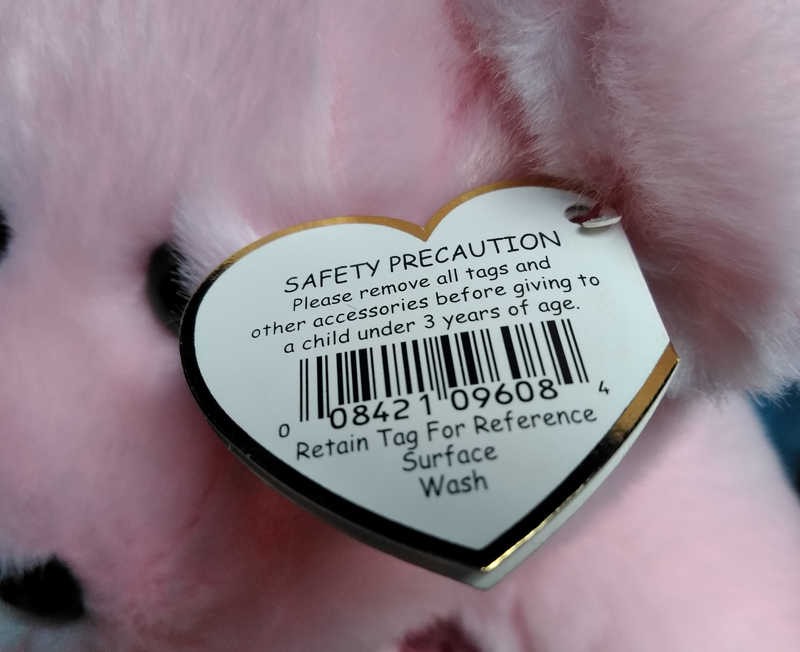 SAFETY PRECAUTION
Please remove all tags and
other accessories before giving to
a child under 3 years of age.
0 08421 09608 4
Retain Tag For Reference
Surface
Wash